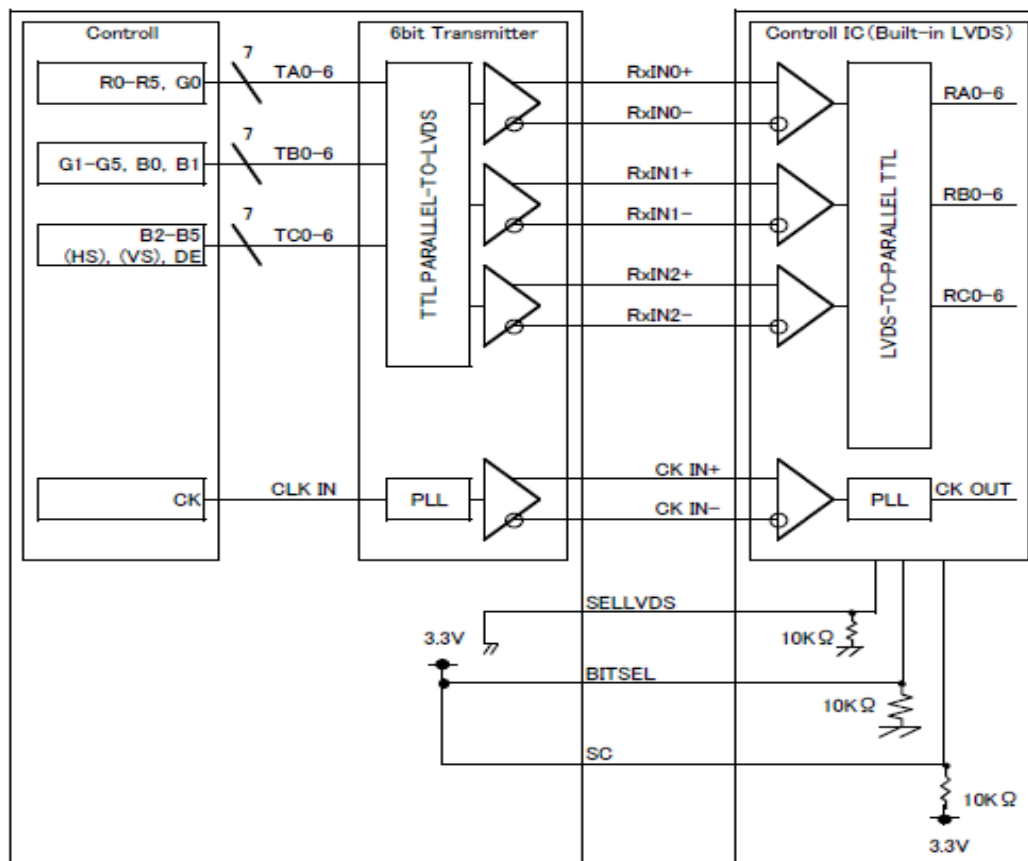 Controll
6bit Transmitter
Controll IC(Built-in LVDS)
R0-R5, G0
7
TA0-6
RxIN0+
RxIN0-
RA0-6
G1-G5, B0, B1
7
TB0-6
RxIN1+
RxIN1-
RB0-6
B2-B5
(HS), (VS), DE
7
TC0-6
RxIN2+
RxIN2-
RC0-6
TTL PARALLEL-TO-LVDS
LVDS-TO-PARALLEL TTL
CK
CLK IN
PLL
CK IN+
CK IN-
PLL
CK OUT
SELLVDS
10KΩ
3.3V
BITSEL
10KΩ
SC
10KΩ
3.3V